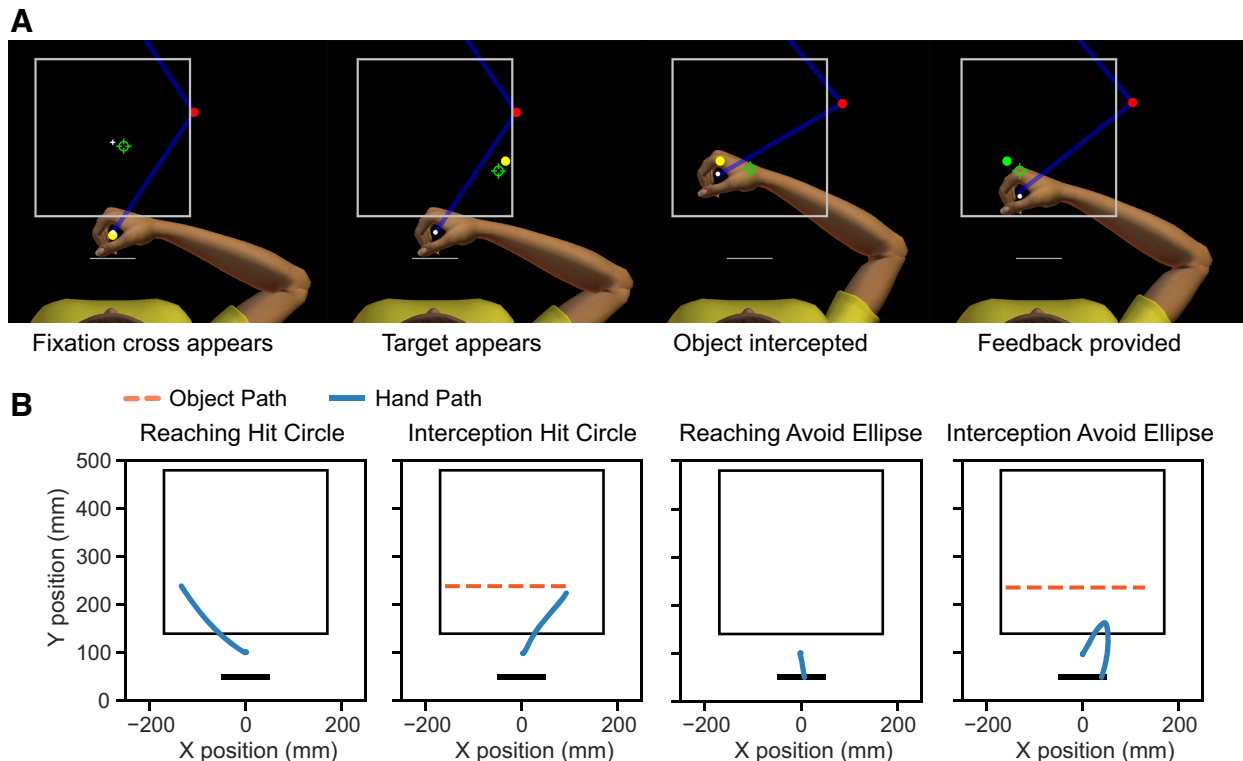 A
Fixation cross appears
Target appears
Object intercepted
Feedback provided
B
Object Path
Hand Path
Reaching Hit Circle
Interception Hit Circle
Reaching Avoid Ellipse
Interception Avoid Ellipse
Y position (mm)
500
400
300
200
100
0
−200 0 200
−200 0 200
−200 0 200
−200 0 200
X position (mm)
X position (mm)
X position (mm)
X position (mm)